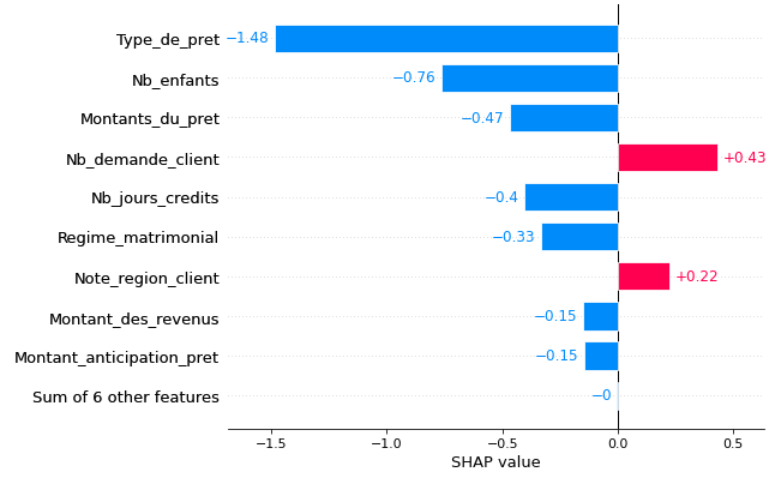 Type_de_pret −1.48
Nb_enfants −0.76
Montants_du_pret −0.47
Nb_demande_client +0.43
Nb_jours_credits −0.4
Regime_matrimonial −0.33
Note_region_client +0.22
Montant_des_revenus −0.15
Montant_anticipation_pret −0.15
Sum of 6 other features −0
−1.5 −1.0 −0.5 0.0 0.5
SHAP value